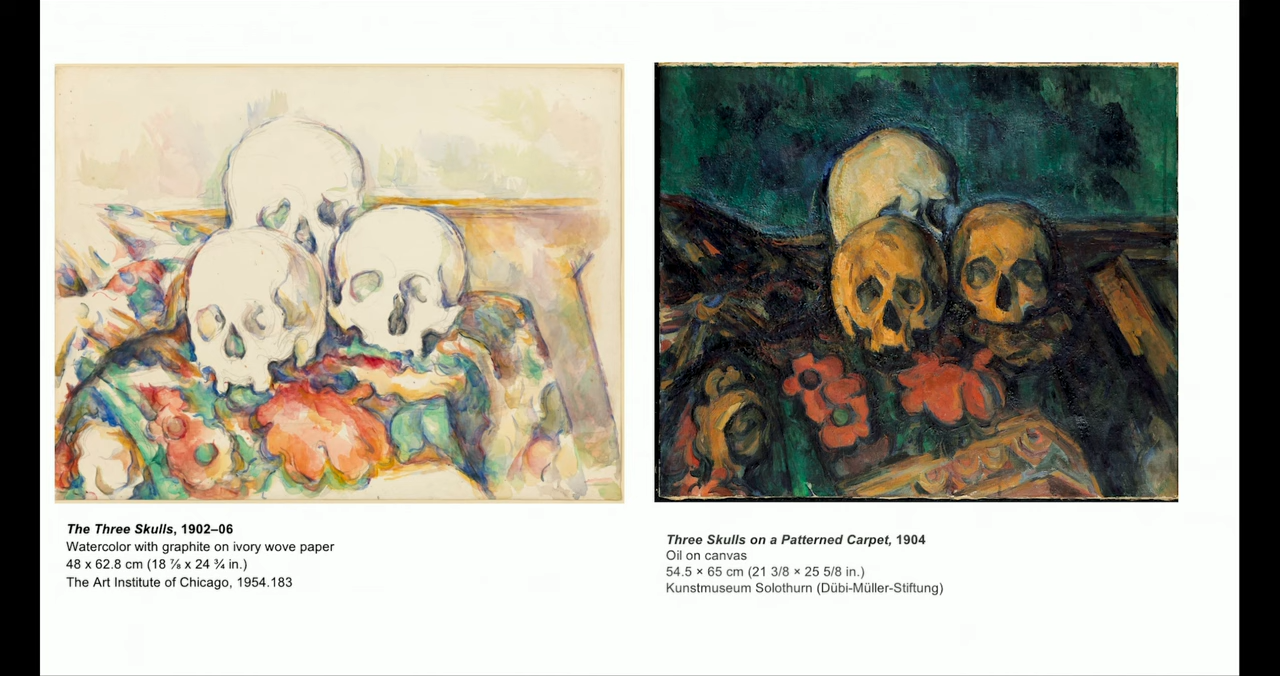 The Three Skulls, 1902–06
Watercolor with graphite on ivory wove paper
48 x 62.8 cm (18 ⅞ x 24 ¾ in.)
The Art Institute of Chicago, 1954.183
Three Skulls on a Patterned Carpet, 1904
Oil on canvas
54.5 × 65 cm (21 3/8 × 25 5/8 in.)
Kunstmuseum Solothurn (Dübi-Müller-Stiftung)